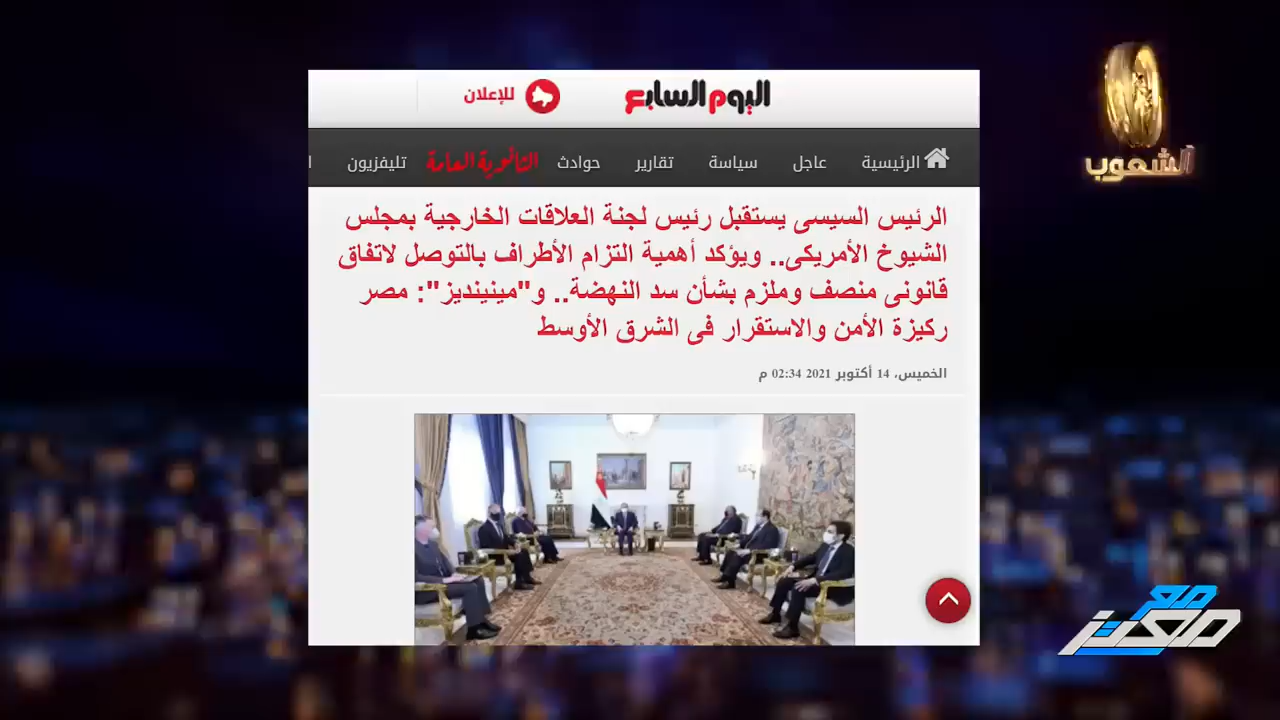 اليوم السابع
للإعلان
الرئيسية عاجل سياسة تقارير حوادث الثانوية العامة تليفزيون ا
الرئيس السيسى يستقبل رئيس لجنة العلاقات الخارجية بمجلس
الشيوخ الأمريكى.. ويؤكد أهمية التزام الأطراف بالتوصل لاتفاق
قانونى منصف وملزم بشأن سد النهضة.. و"مينينديز": مصر
ركيزة الأمن والاستقرار فى الشرق الأوسط
الخميس، 14 أكتوبر 2021 02:34 م
الشعوب
مع
معتز